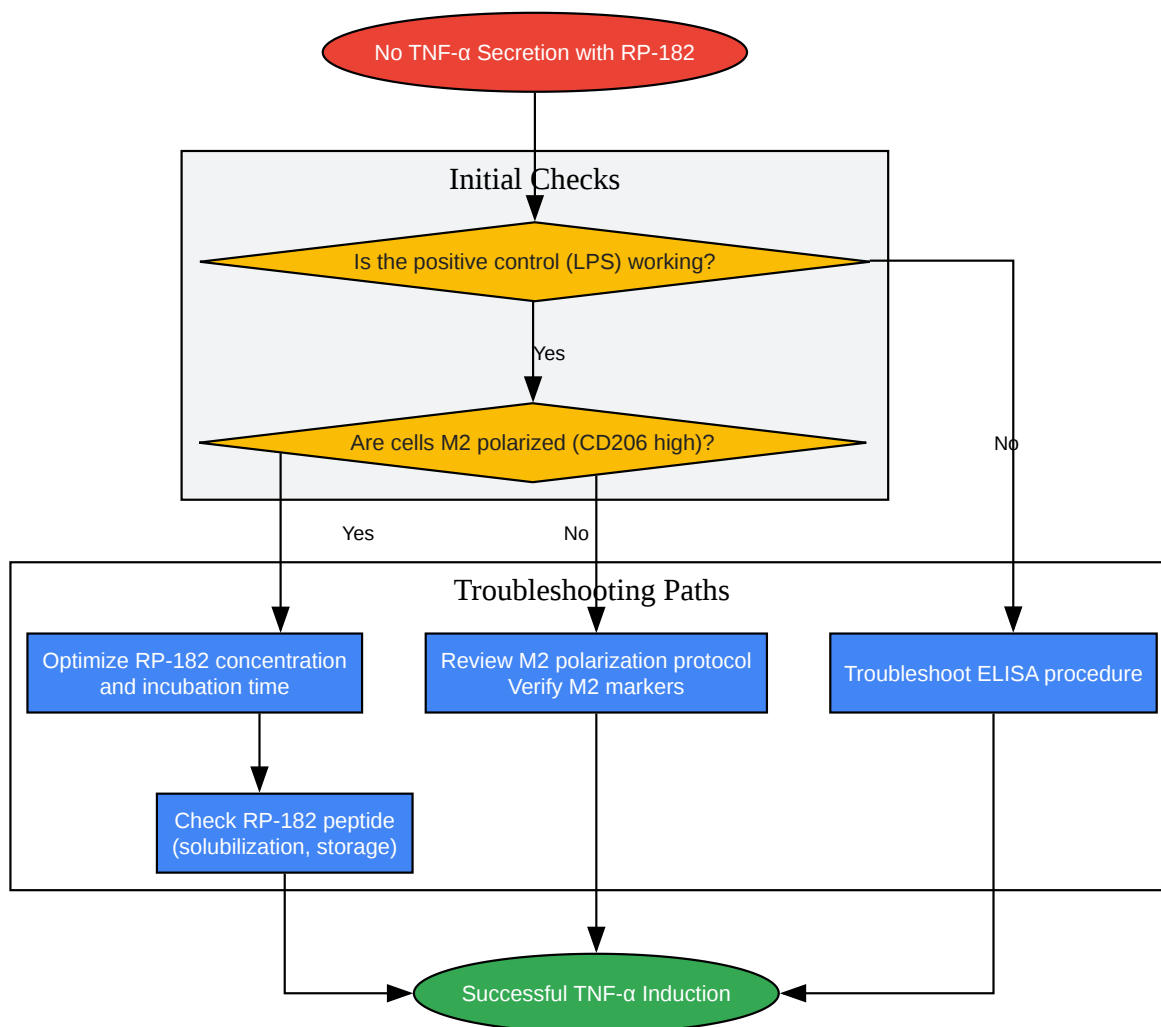 No TNF-α Secretion with RP-182
Initial Checks
Is the positive control (LPS) working?
Yes
Are cells M2 polarized (CD206 high)?
No
Yes
No
Troubleshooting Paths
Optimize RP-182 concentration
and incubation time
Review M2 polarization protocol
Verify M2 markers
Troubleshoot ELISA procedure
Check RP-182 peptide
(solubilization, storage)
Successful TNF-α Induction